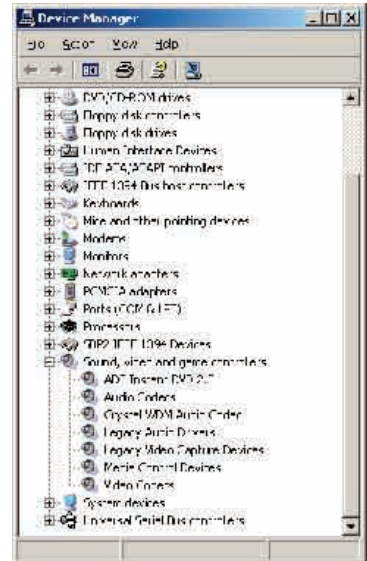 Device Manager
File Action View Help
DVD/CD-ROM drives
Floppy disk controllers
Floppy disk drives
Human Interface Devices
IDE ATA/ATAPI controllers
IEEE 1394 Bus host controllers
Keyboards
Mice and other pointing devices
Modems
Monitors
Network adapters
PCMCIA adapters
Ports (COM & LPT)
Processors
SBP2 IEEE 1394 Devices
Sound, video and game controllers
Instant DVD 2.0
Audio Codecs
Crystal WDM Audio Codec
Legacy Audio Drivers
Legacy Video Capture Devices
Media Control Devices
Video Codecs
System devices
Universal Serial Bus controllers